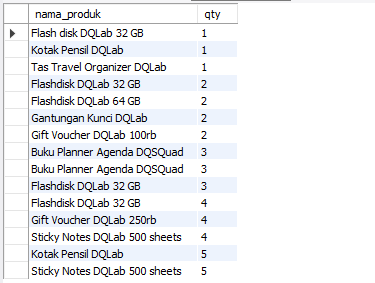 nama_produk qty
Flash disk DQLab 32 GB 1
Kotak Pensil DQLab 1
Tas Travel Organizer DQLab 1
Flashdisk DQLab 32 GB 2
Flashdisk DQLab 64 GB 2
Gantungan Kunci DQLab 2
Gift Voucher DQLab 100rb 2
Buku Planner Agenda DQSQuad 3
Buku Planner Agenda DQSQuad 3
Flashdisk DQLab 32 GB 3
Flashdisk DQLab 32 GB 4
Gift Voucher DQLab 250rb 4
Sticky Notes DQLab 500 sheets 4
Kotak Pensil DQLab 5
Sticky Notes DQLab 500 sheets 5